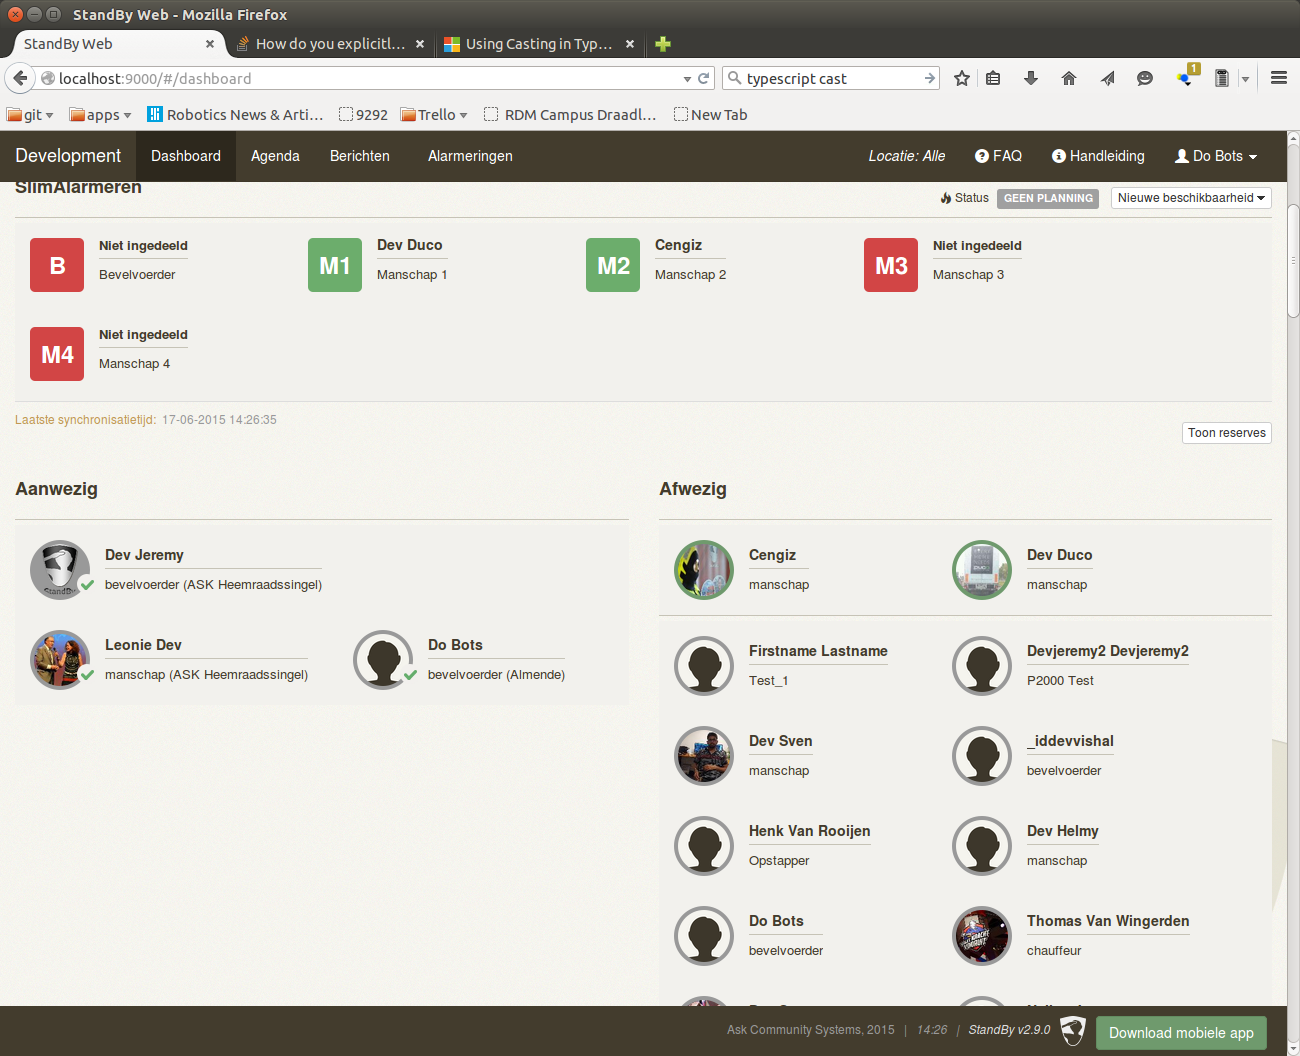 StandBy Web - Mozilla Firefox
StandBy Web
How do you explicitl...
Using Casting in Typ...
localhost:9000/#/dashboard
typescript cast
1
git
apps
Robotics News & Arti...
9292
Trello
RDM Campus Draadl...
New Tab
Development
Dashboard
Agenda
Berichten
Alarmeringen
Locatie: Alle
FAQ
Handleiding
Do Bots
SlimAlarmeren
Status
GEEN PLANNING
Nieuwe beschikbaarheid
B
Niet ingedeeld
Bevelvoerder
M1
Dev Duco
Manschap 1
M2
Cengiz
Manschap 2
M3
Niet ingedeeld
Manschap 3
M4
Niet ingedeeld
Manschap 4
Laatste synchronisatietijd: 17-06-2015 14:26:35
Toon reserves
Aanwezig
StandBy
Dev Jeremy
bevelvoerder (ASK Heemraadssingel)
Leonie Dev
manschap (ASK Heemraadssingel)
Do Bots
bevelvoerder (Almende)
Afwezig
Cengiz
manschap
Dev Duco
manschap
Firstname Lastname
Test_1
Devjeremy2 Devjeremy2
P2000 Test
Dev Sven
manschap
_iddevvishal
bevelvoerder
Henk Van Rooijen
Opstapper
Dev Helmy
manschap
Do Bots
bevelvoerder
Thomas Van Wingerden
chauffeur
Ask Community Systems, 2015 | 14:26 | StandBy v2.9.0
Download mobiele app